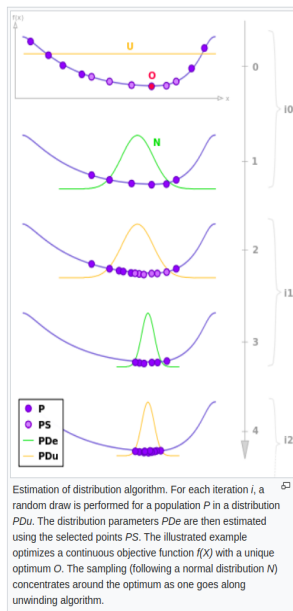 f(x)
U
O
0
x
i0
N
1
2
i1
3
P
PS
PDe
PDu
4
i2
Estimation of distribution algorithm. For each iteration i, a
random draw is performed for a population P in a distribution
PDu. The distribution parameters PDe are then estimated
using the selected points PS. The illustrated example
optimizes a continuous objective function f(X) with a unique
optimum O. The sampling (following a normal distribution N)
concentrates around the optimum as one goes along
unwinding algorithm.